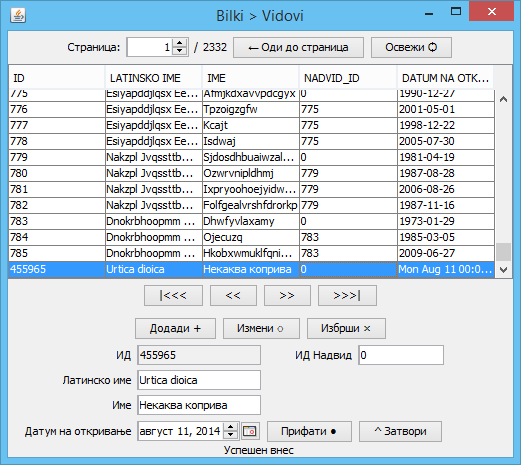 Bilki > Vidovi
Страница: 1 / 2332 ← Оди до страница Освежи
ID LATINSKO IME IME NADVID_ID DATUM NA OTK...
775 Esiyapddjlqsx Ee... Afmjkdxavvpdcgyx 0 1990-12-27
776 Esiyapddjlqsx Ee... Tpzoigzgfw 775 2001-05-01
777 Esiyapddjlqsx Ee... Kcajt 775 1998-12-22
778 Esiyapddjlqsx Ee... Isdwaj 775 2005-07-30
779 Nakzpl Jvqssttb... Sjdosdhbuaiwzal... 0 1981-04-19
780 Nakzpl Jvqssttb... Ozwrvnipldhmj 779 1987-08-28
781 Nakzpl Jvqssttb... Ixpryoohoejyidw... 779 2006-08-26
782 Nakzpl Jvqssttb... Folfgealvrshfdrorkp 779 1987-11-16
783 Dnokrbhoopmm ... Dhwfyvlaxamy 0 1973-01-29
784 Dnokrbhoopmm ... Ojecuzq 783 1985-03-05
785 Dnokrbhoopmm ... Hkobxwmuklfqni... 783 2009-06-27
455965 Urtica dioica Некаква коприва 0 Mon Aug 11 00:0...
|<<< << >> >>>|
Додади + Измени ○ Избрши ×
ИД 455965 ИД Надвид 0
Латинско име Urtica dioica
Име Некаква коприва
Датум на откривање август 11, 2014 Прифати ● ^ Затвори
Успешен внес